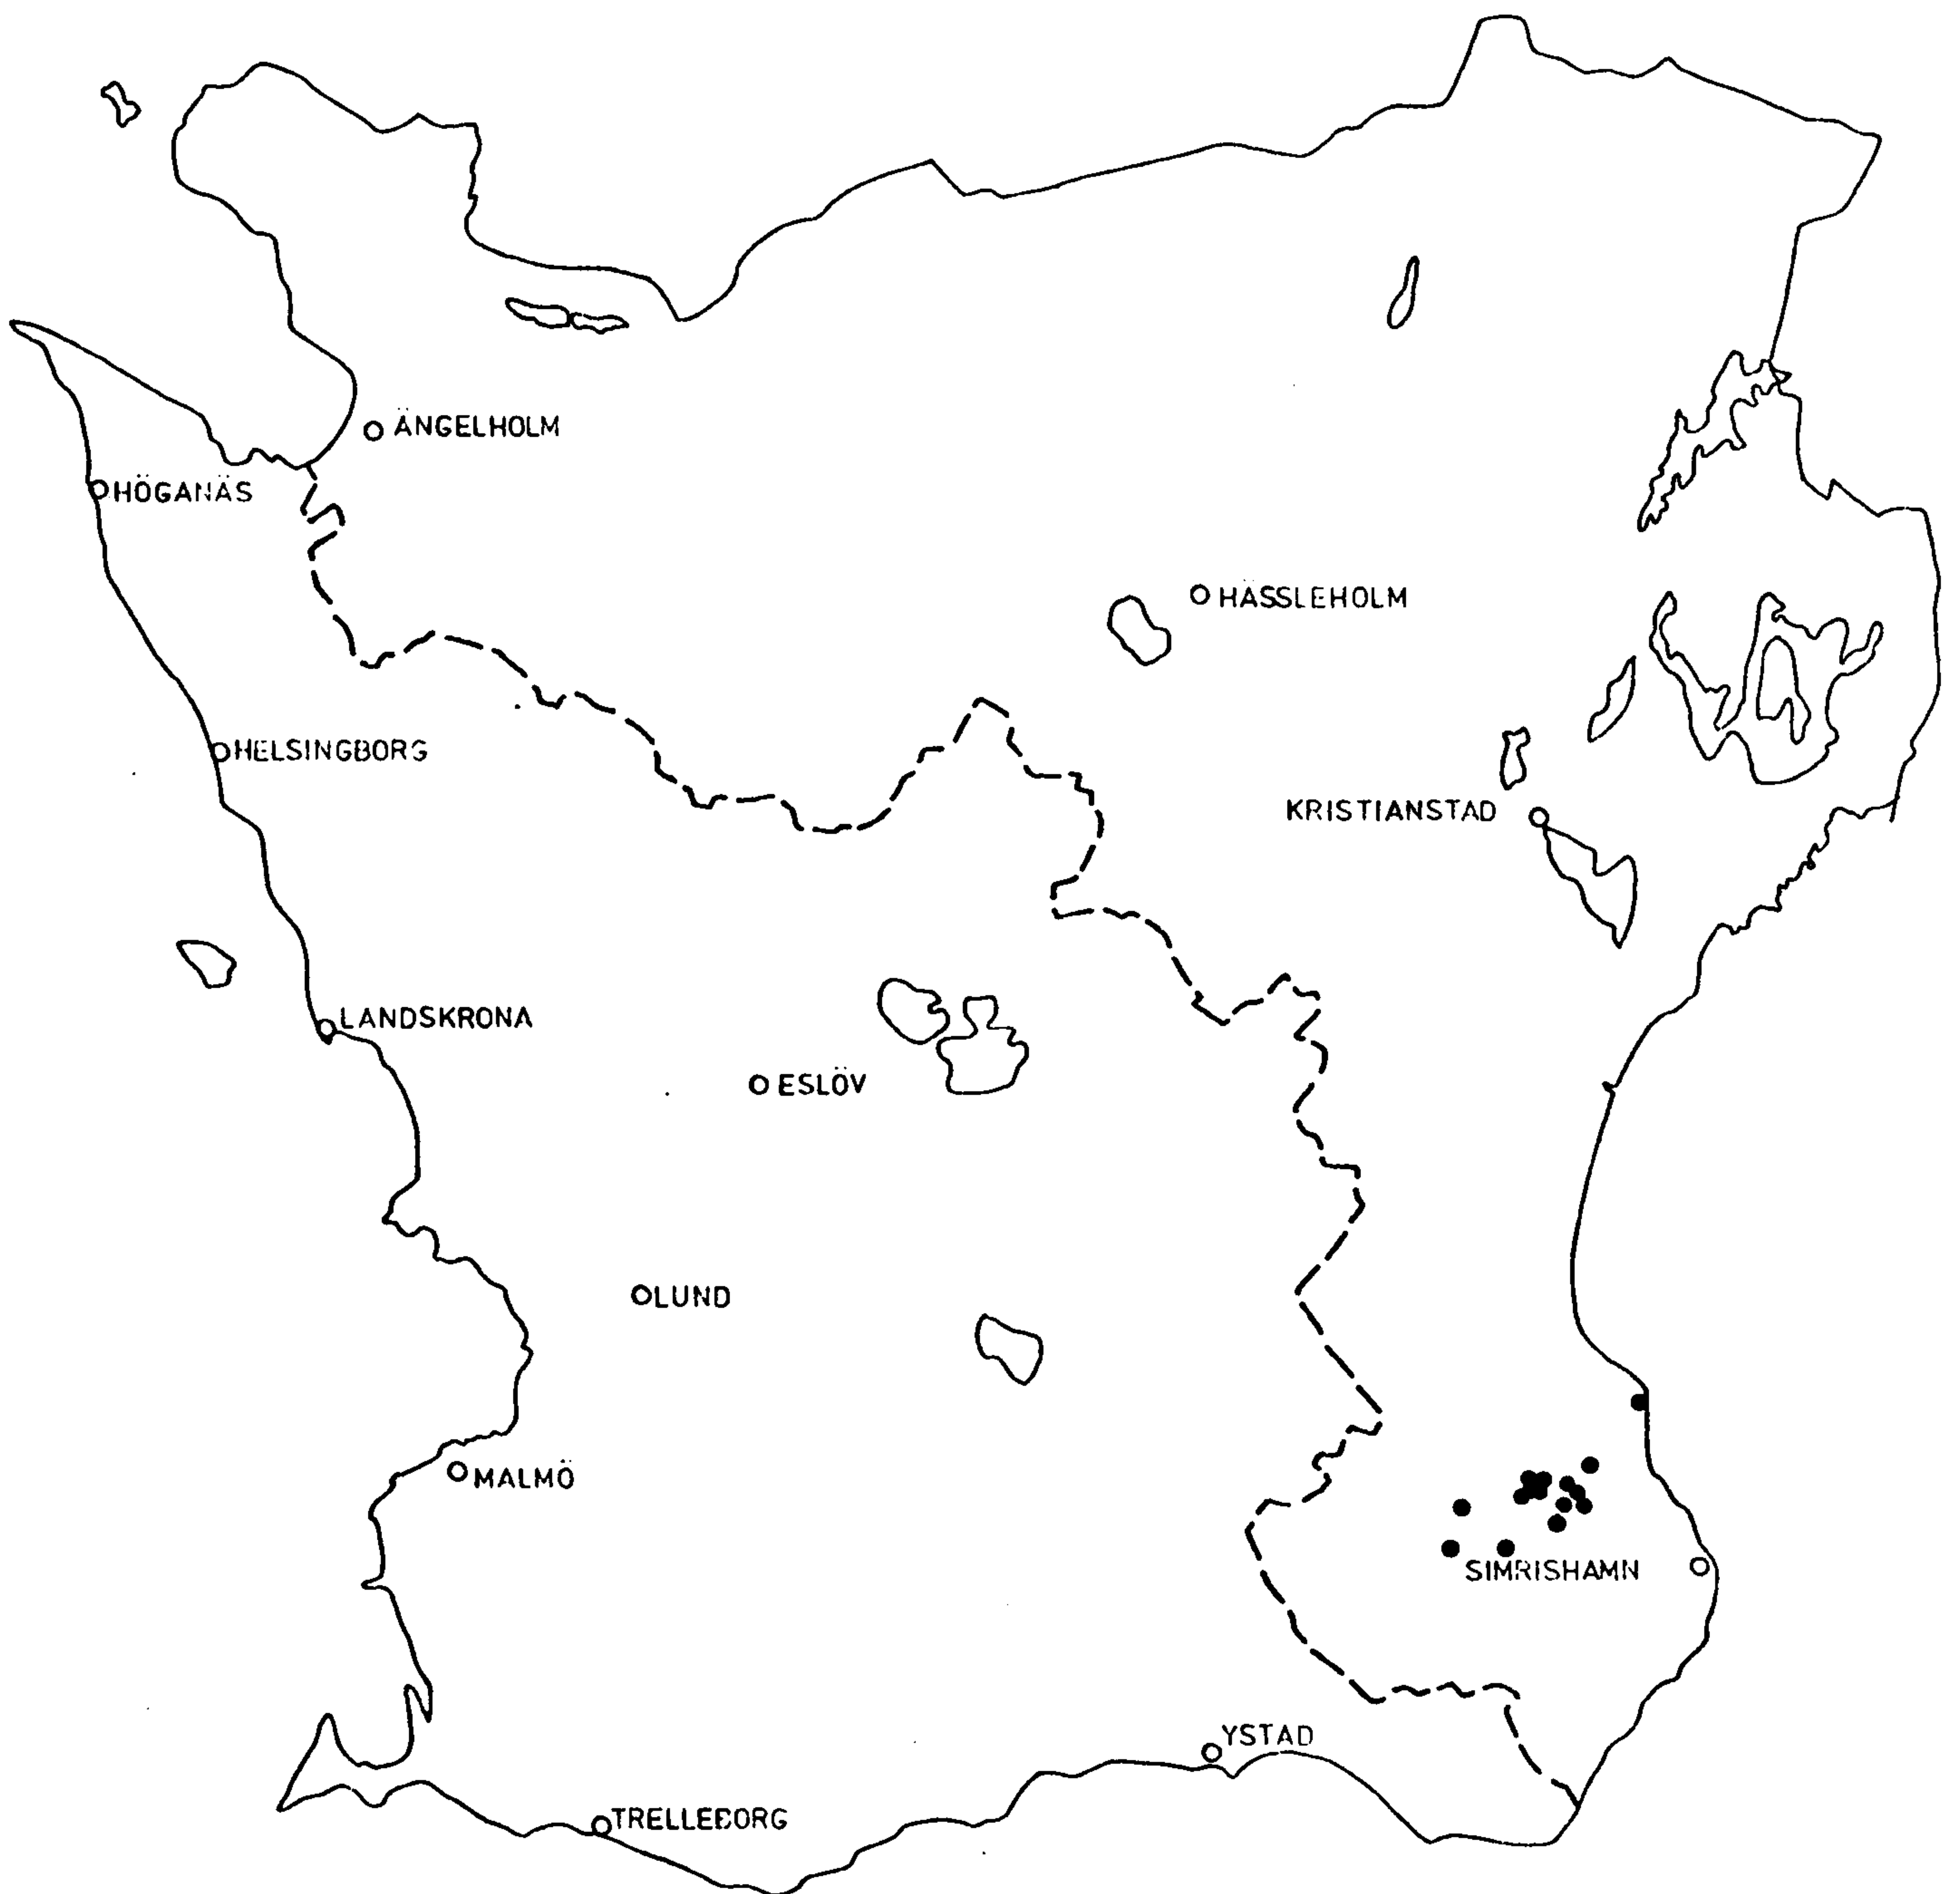 ÄNGELHOLM
HÖGANÄS
HÄSSLEHOLM
HELSINGBORG
KRISTIANSTAD
LANDSKRONA
ESLÖV
LUND
MALMÖ
SIMRISHAMN
YSTAD
TRELLEBORG